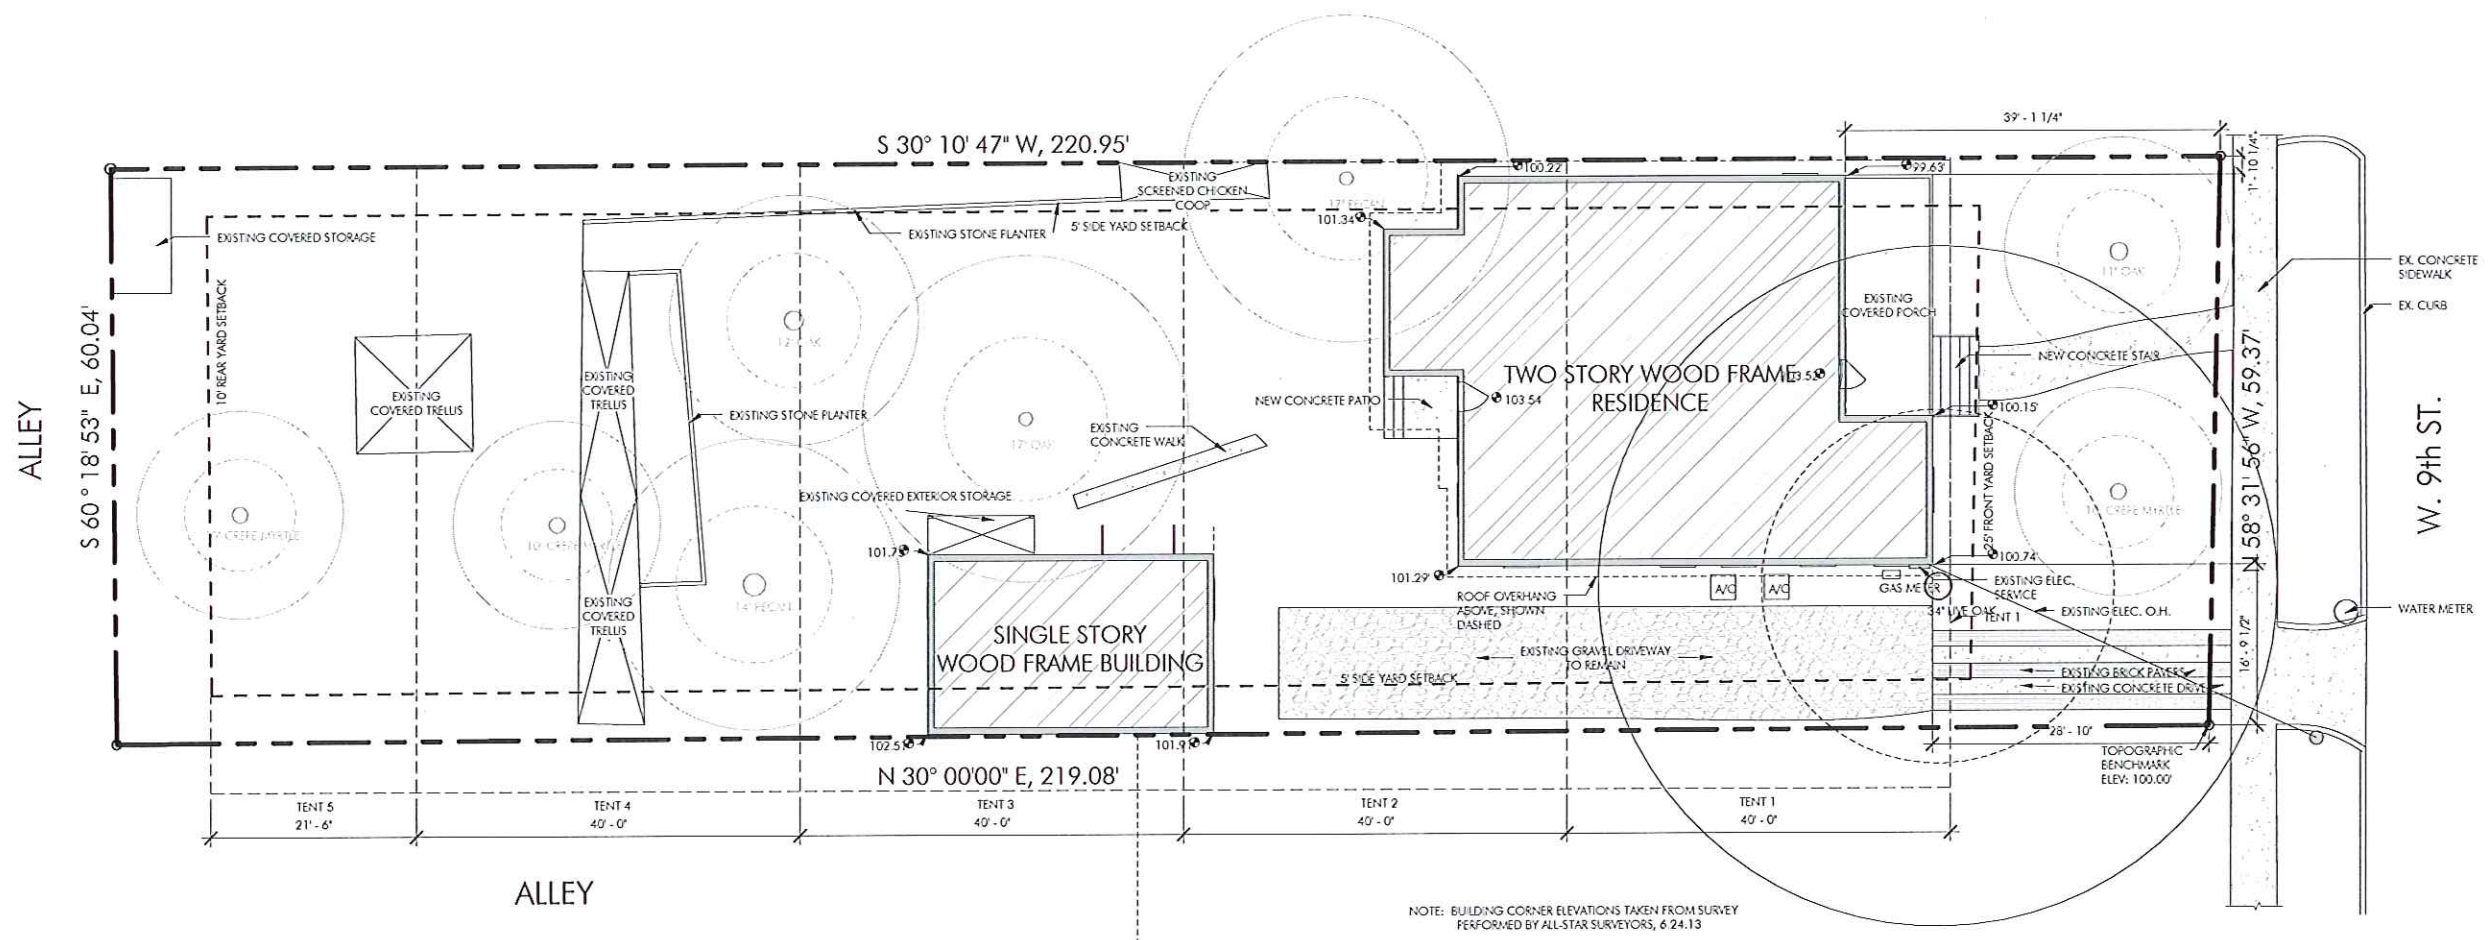 39' - 1 1/4"
S 30° 10' 47" W, 220.95'
1' - 10 1/4"
EXISTING
SCREENED CHICKEN
COOP
100.22'
99.63'
17" PECAN
101.34'
5' SIDE YARD SETBACK
EXISTING STONE PLANTER
EXISTING COVERED STORAGE
10' REAR YARD SETBACK
11" OAK
EX. CONCRETE
SIDEWALK
EX. CURB
EXISTING
COVERED PORCH
NEW CONCRETE STAIR
12" OAK
ALLEY
S 60° 18' 53" E, 60.04'
EXISTING
COVERED TRELLIS
EXISTING
COVERED
TRELLIS
EXISTING STONE PLANTER
17" OAK
EXISTING
CONCRETE WALK
NEW CONCRETE PATIO
103.54
TWO STORY WOOD FRAME
RESIDENCE
103.52
100.15'
25' FRONT YARD SETBACK
N 58° 31' 56" W, 59.37'
W. 9th ST.
CREPE MYRTLE
EXISTING COVERED EXTERIOR STORAGE
10" CREPE MYRTLE
101.75
100.74'
14" PECAN
EXISTING
COVERED
TRELLIS
SINGLE STORY
WOOD FRAME BUILDING
101.29'
ROOF OVERHANG
ABOVE, SHOWN
DASHED
A/C
A/C
GAS METER
EXISTING ELEC.
SERVICE
34" LIVE OAK
EXISTING ELEC. O.H.
TENT 1
WATER METER
16' - 9 1/2"
EXISTING GRAVEL DRIVEWAY
TO REMAIN
5' SIDE YARD SETBACK
EXISTING BRICK PAVERS
EXISTING CONCRETE DRIVE
28' - 10"
102.51
101.91
TOPOGRAPHIC
BENCHMARK
ELEV: 100.00'
N 30° 00'00" E, 219.08'
TENT 5
21' - 6"
TENT 4
40' - 0"
TENT 3
40' - 0"
TENT 2
40' - 0"
TENT 1
40' - 0"
ALLEY
NOTE: BUILDING CORNER ELEVATIONS TAKEN FROM SURVEY
PERFORMED BY ALL-STAR SURVEYORS, 6.24.13